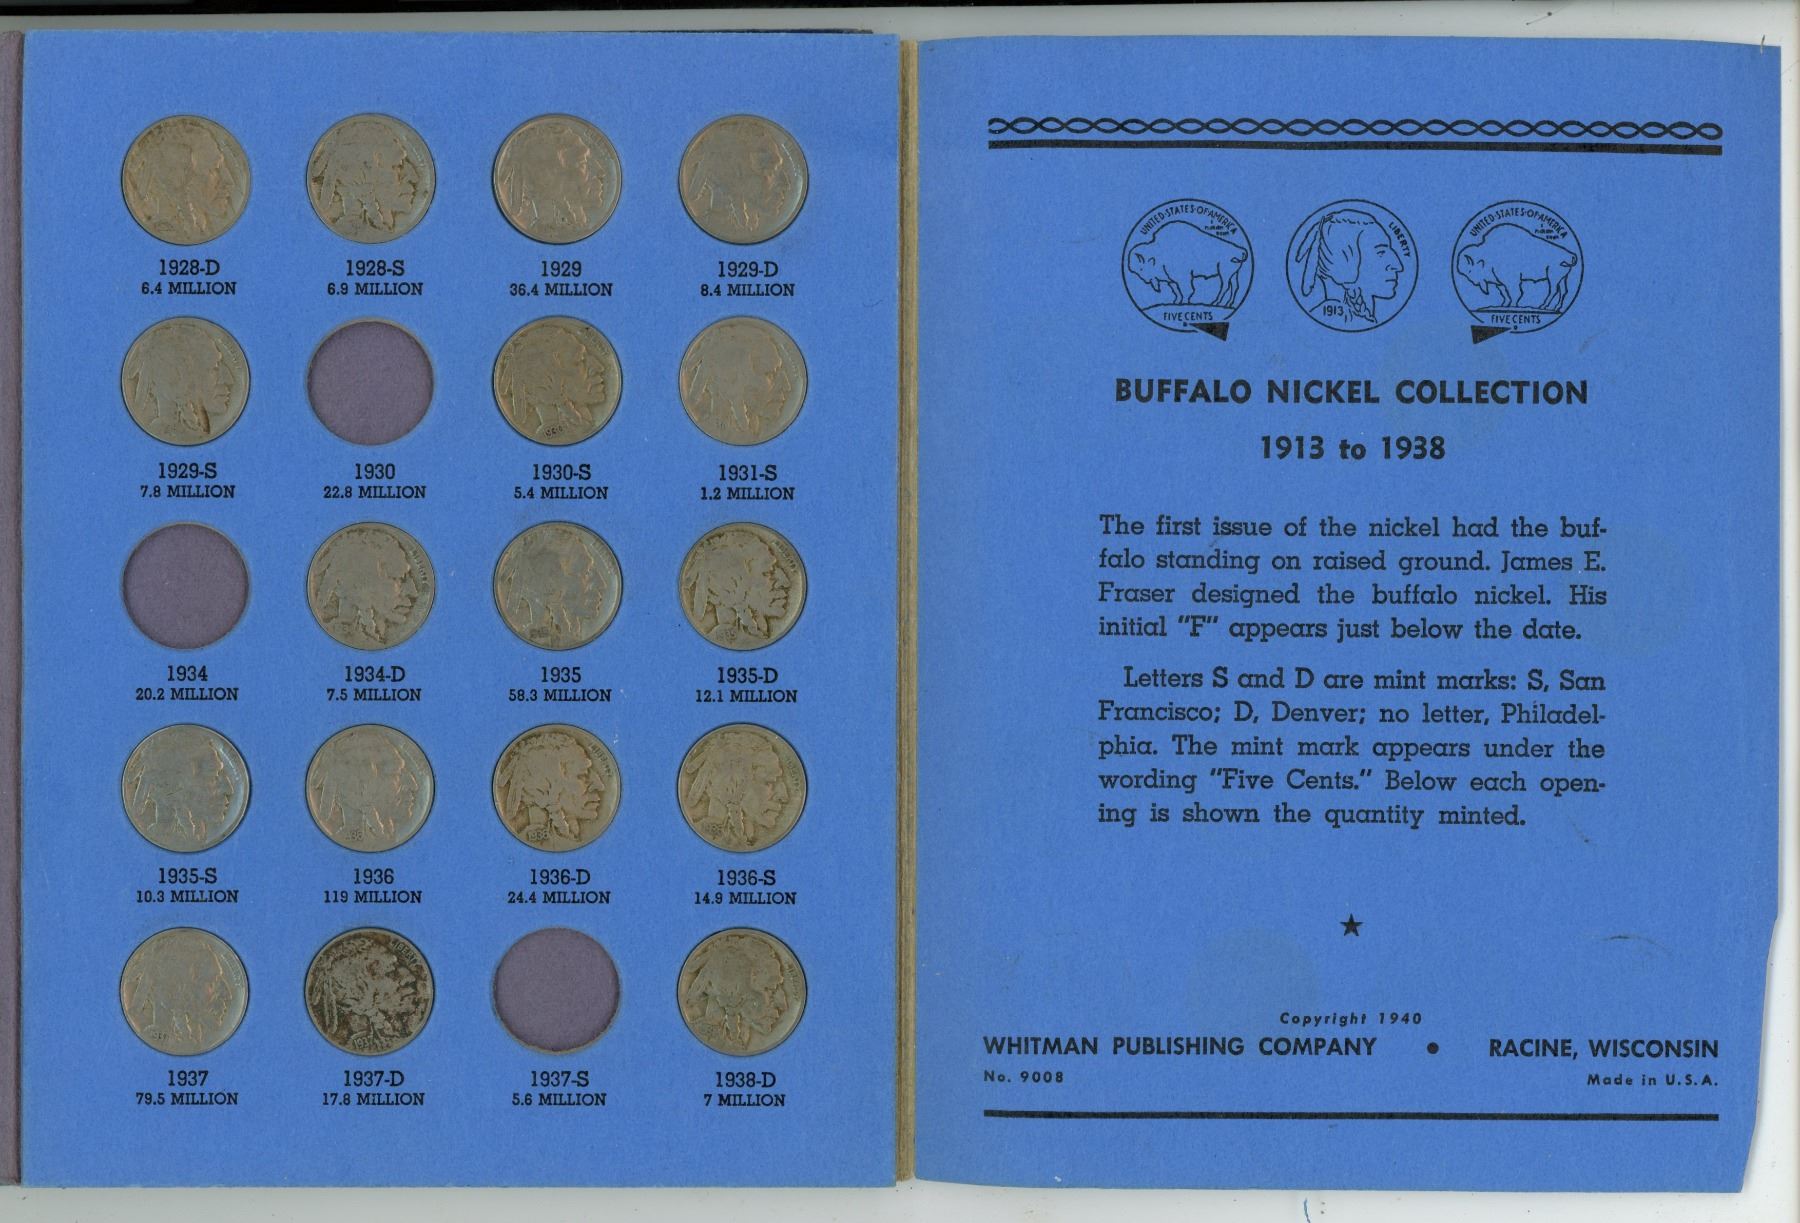 1928-D
6.4 MILLION
1928-S
6.9 MILLION
1929
36.4 MILLION
1929-D
8.4 MILLION
1929-S
7.8 MILLION
1930
22.8 MILLION
1930-S
5.4 MILLION
1931-S
1.2 MILLION
1934
20.2 MILLION
1934-D
7.5 MILLION
1935
58.3 MILLION
1935-D
12.1 MILLION
1935-S
10.3 MILLION
1936
119 MILLION
1936-D
24.4 MILLION
1936-S
14.9 MILLION
1937
79.5 MILLION
1937-D
17.8 MILLION
1937-S
5.6 MILLION
1938-D
7 MILLION
UNITED·STATES·OF·AMERICA
FIVE CENTS
LIBERTY
1913
UNITED·STATES·OF·AMERICA
FIVE CENTS
BUFFALO NICKEL COLLECTION
1913 to 1938
The first issue of the nickel had the buf-
falo standing on raised ground. James E.
Fraser designed the buffalo nickel. His
initial "F" appears just below the date.
Letters S and D are mint marks: S, San
Francisco; D, Denver; no letter, Philadel-
phia. The mint mark appears under the
wording "Five Cents." Below each open-
ing is shown the quantity minted.
Copyright 1940
WHITMAN PUBLISHING COMPANY • RACINE, WISCONSIN
No. 9008
Made in U.S.A.